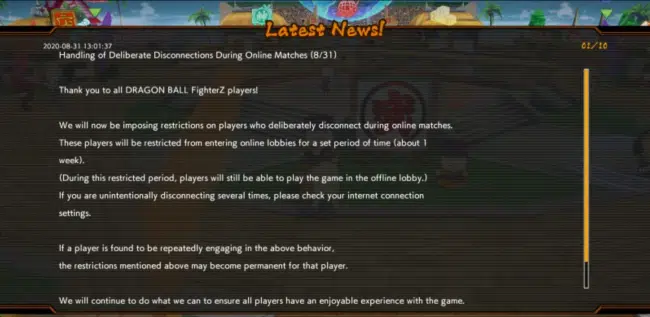 Latest News!
2020-08-31 13:01:37
01/10
Handling of Deliberate Disconnections During Online Matches (8/31)
Thank you to all DRAGON BALL FighterZ players!
We will now be imposing restrictions on players who deliberately disconnect during online matches.
These players will be restricted from entering online lobbies for a set period of time (about 1
week).
(During this restricted period, players will still be able to play the game in the offline lobby.)
If you are unintentionally disconnecting several times, please check your internet connection
settings.
If a player is found to be repeatedly engaging in the above behavior,
the restrictions mentioned above may become permanent for that player.
We will continue to do what we can to ensure all players have an enjoyable experience with the game.